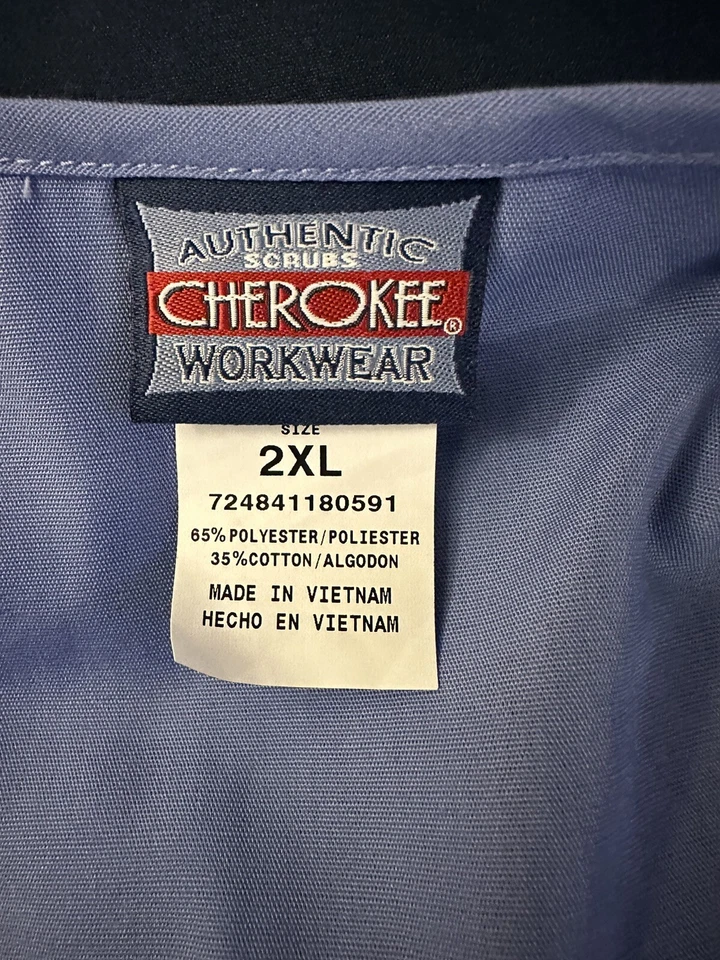 AUTHENTIC
SCRUBS
CHEROKEE®
WORKWEAR
SIZE
2XL
724841180591
65%POLYESTER/POLIESTER
35%COTTON/ALGODON
MADE IN VIETNAM
HECHO EN VIETNAM